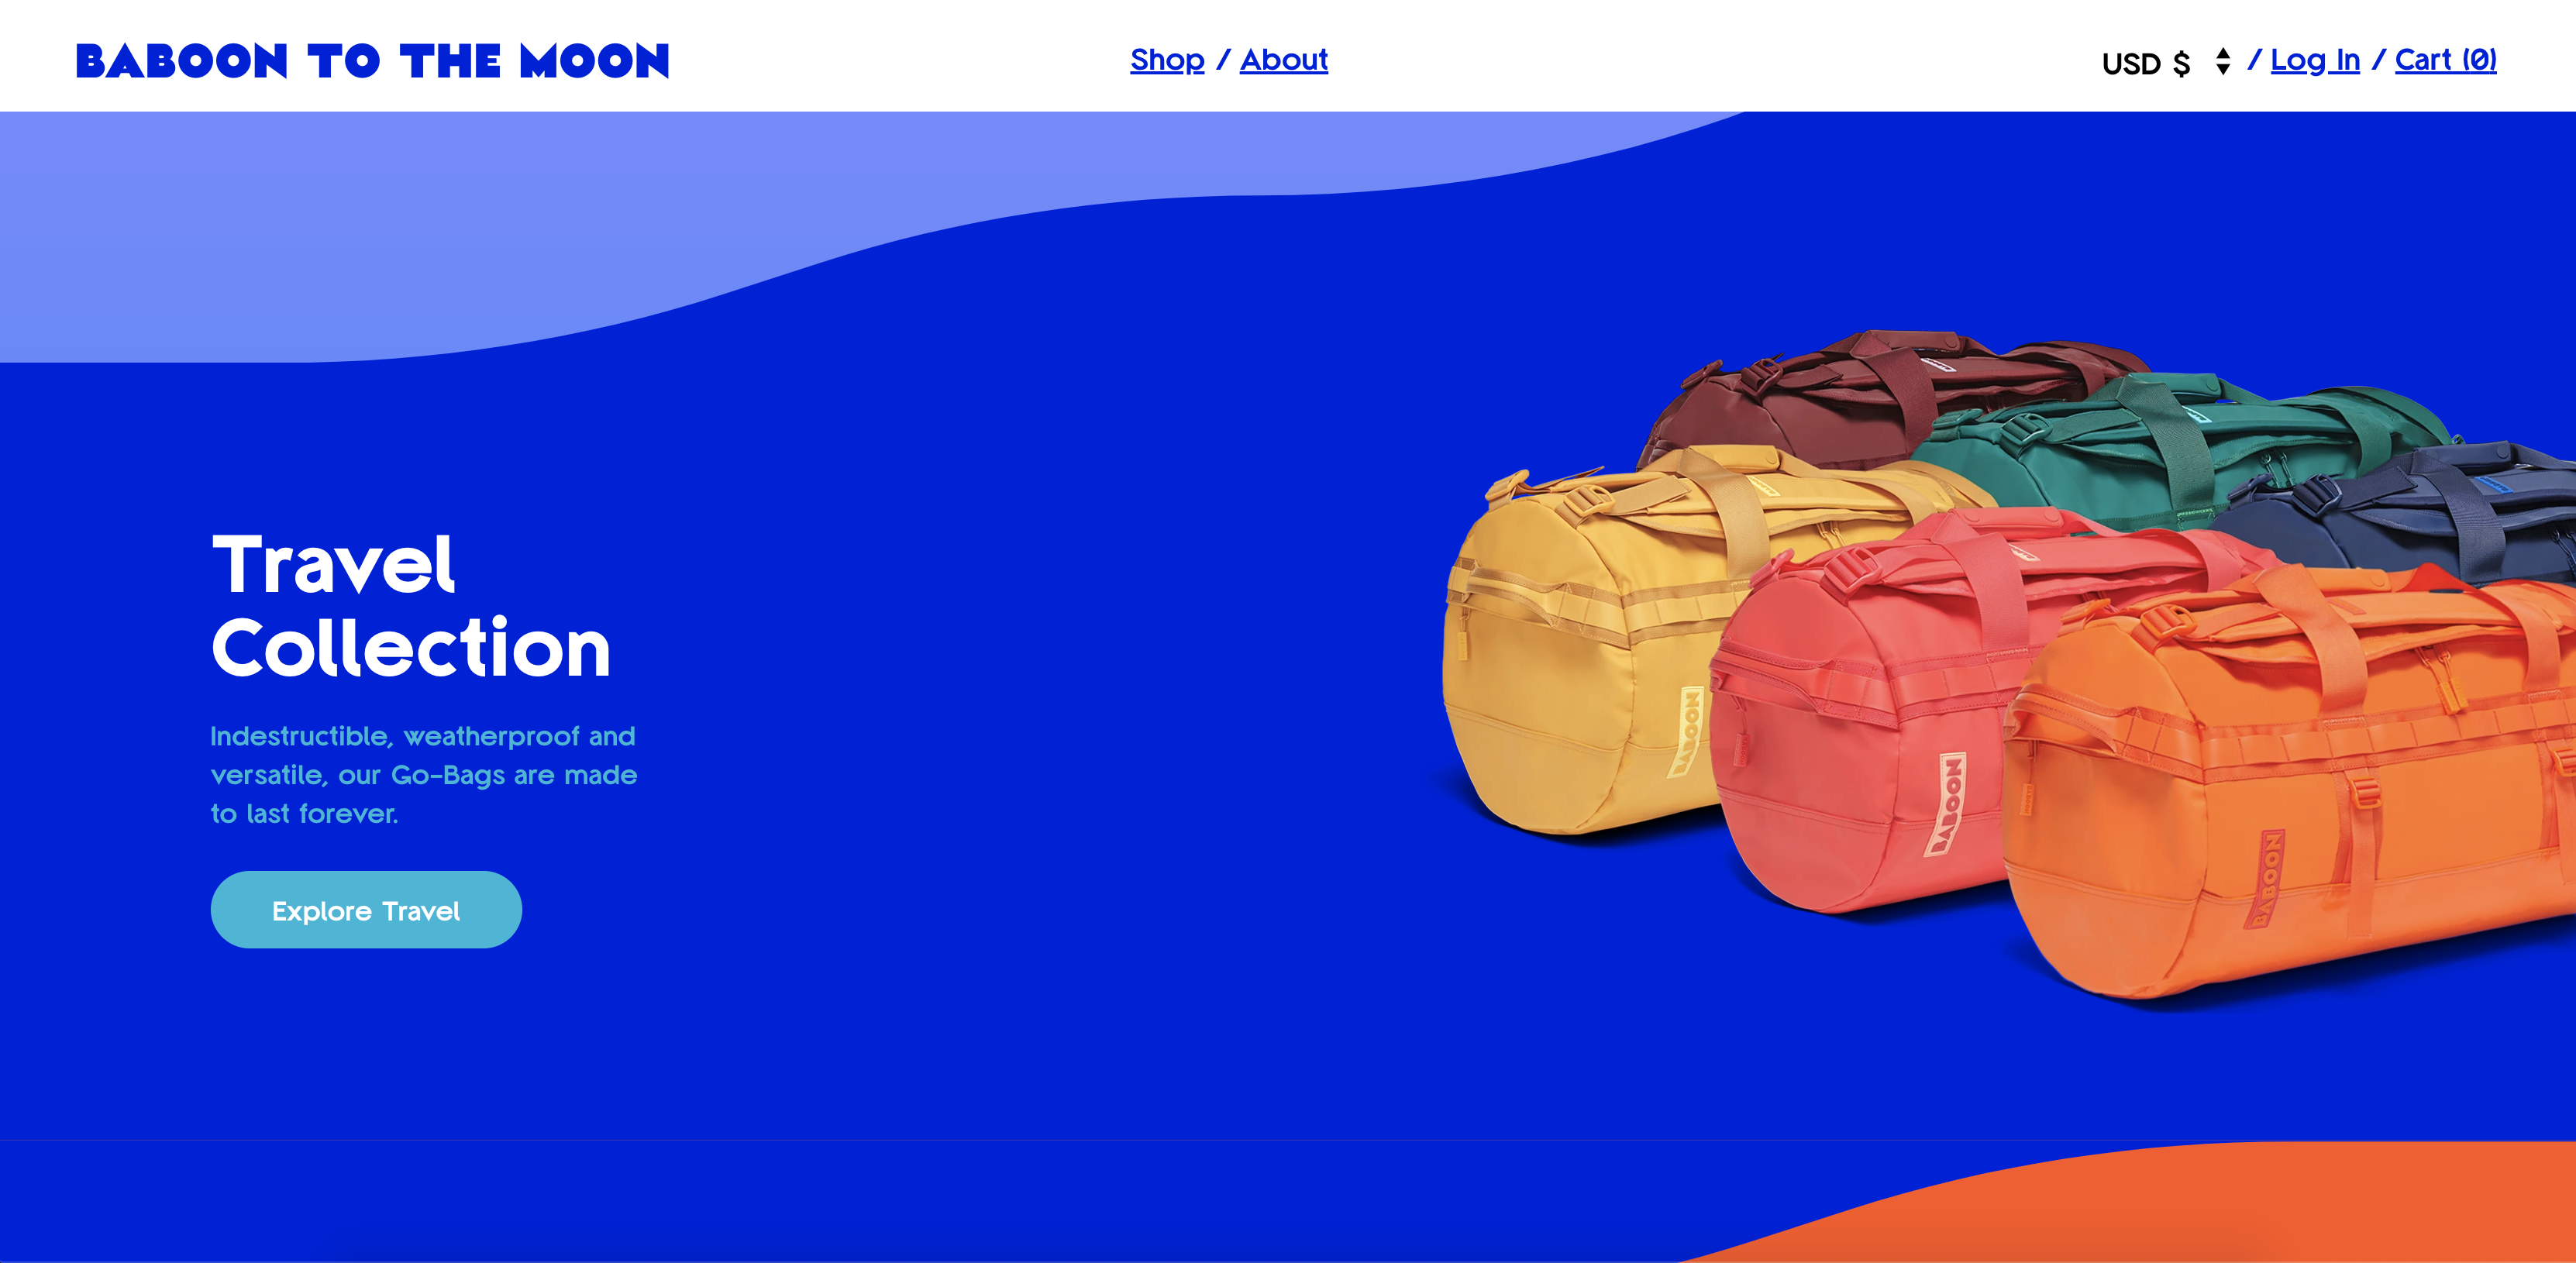 BABOON TO THE MOON
Shop / About
USD $ / Log In / Cart (0)
Travel
Collection
Indestructible, weatherproof and
versatile, our Go-Bags are made
to last forever.
Explore Travel
BABOON
BABOON
BABOON